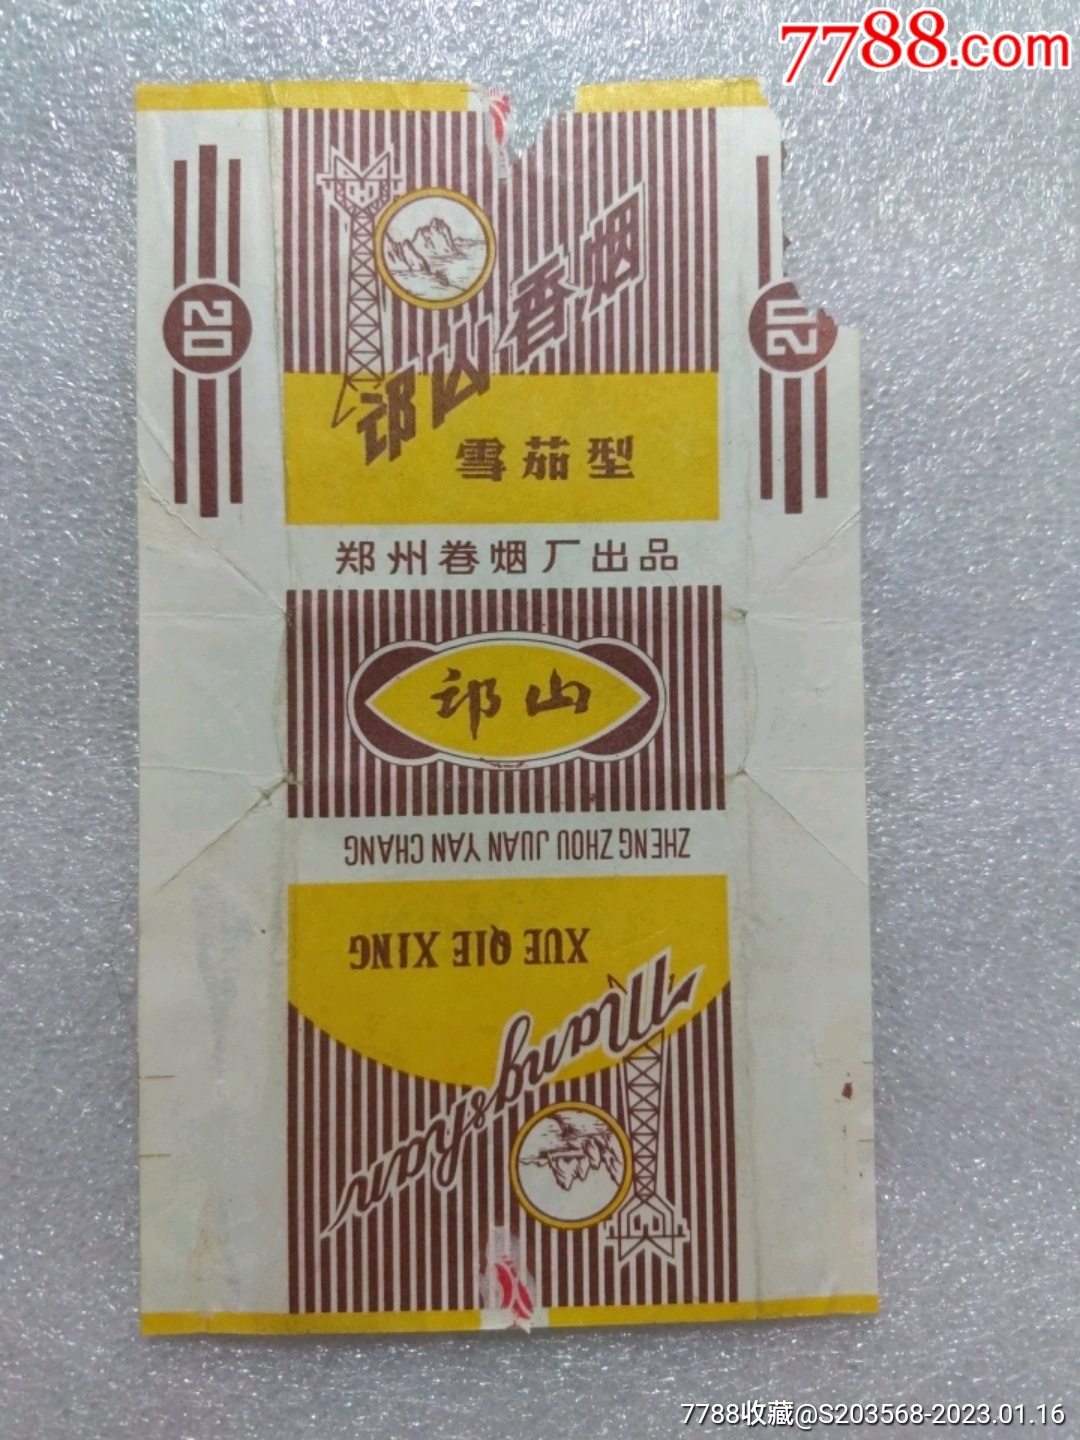 7788.com
20
20
邙山香烟
雪茄型
郑州卷烟厂出品
邙山
ZHENG ZHOU JUAN YAN CHANG
XUE QIE XING
Mangshan
7788收藏@S203568-2023.01.16